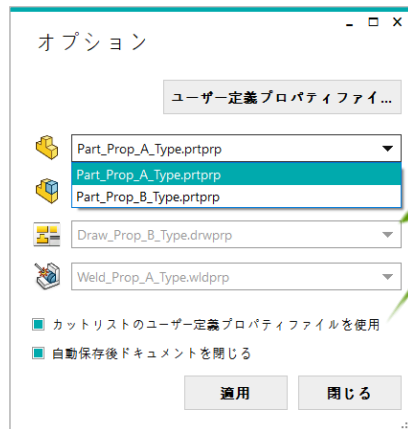 オプション
ユーザー定義プロパティファイ...
Part_Prop_A_Type.prtprp
Part_Prop_A_Type.prtprp
Part_Prop_B_Type.prtprp
Draw_Prop_B_Type.drwprp
Weld_Prop_A_Type.wldprp
カットリストのユーザー定義プロパティファイルを使用
自動保存後ドキュメントを閉じる
適用 閉じる